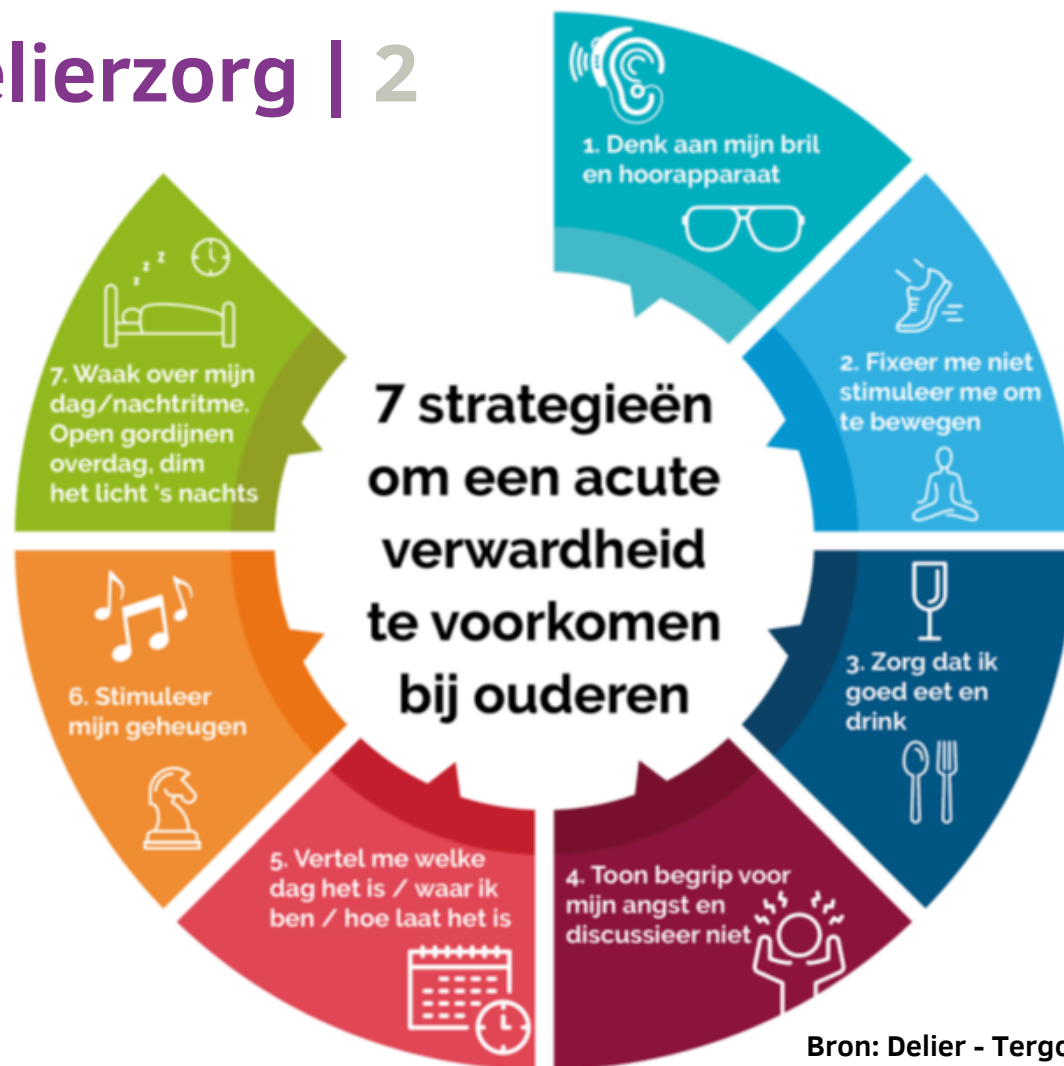 elierzorg | 2
1. Denk aan mijn bril
en hoorapparaat
2. Fixeer me niet
stimuleer me om
te bewegen
3. Zorg dat ik
goed eet en
drink
4. Toon begrip voor
mijn angst en
discussieer niet
5. Vertel me welke
dag het is / waar ik
ben / hoe laat het is
6. Stimuleer
mijn geheugen
7. Waak over mijn
dag/nachtritme.
Open gordijnen
overdag, dim
het licht 's nachts
z z z
7 strategieën
om een acute
verwardheid
te voorkomen
bij ouderen
Bron: Delier - Tergo